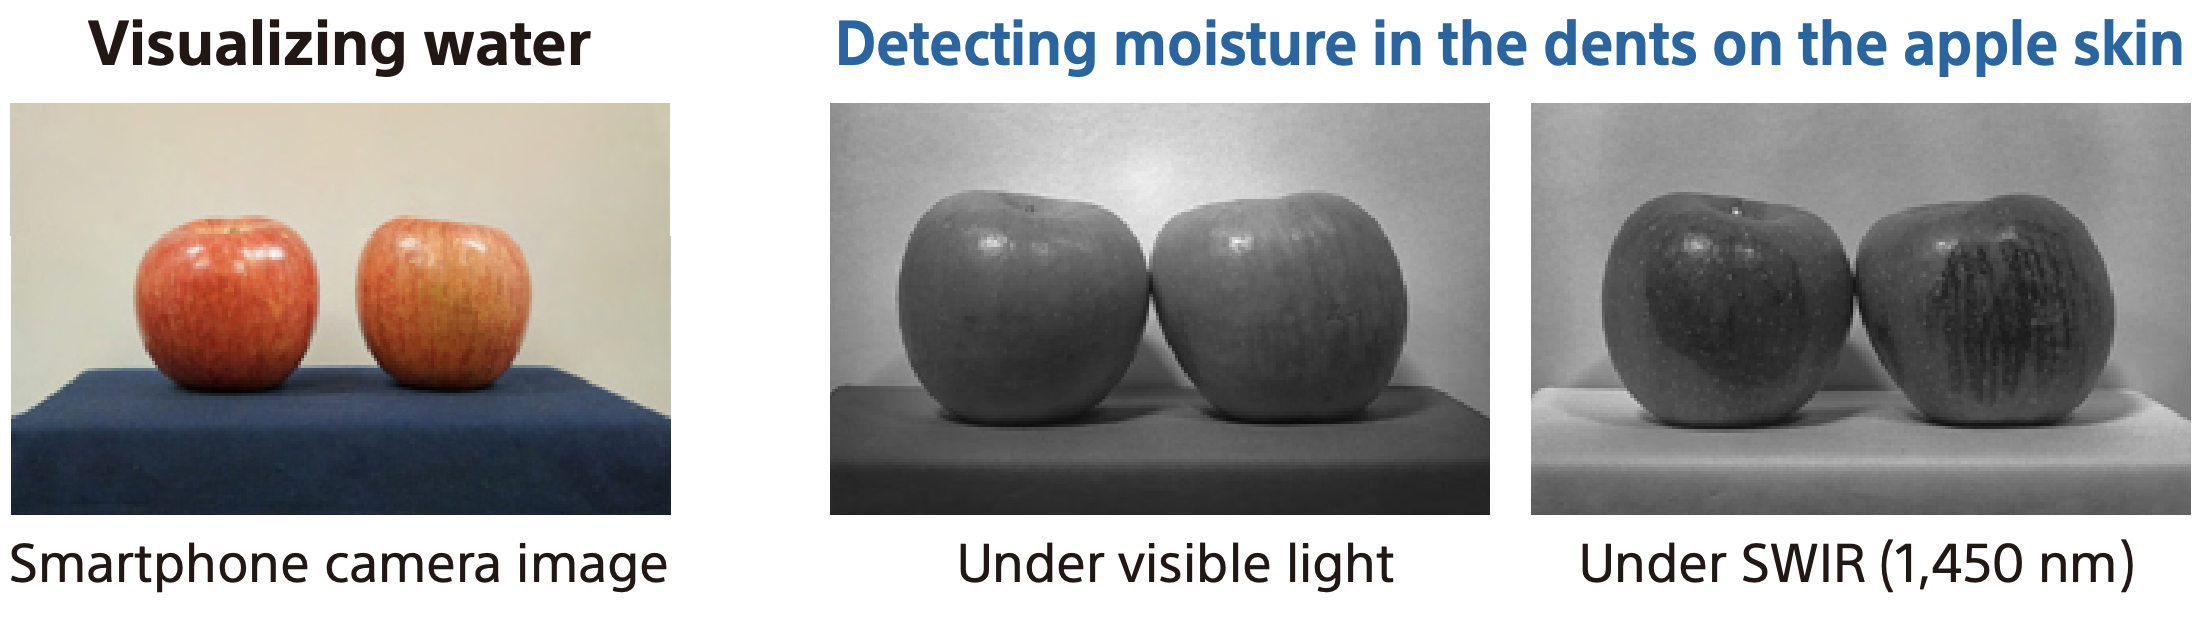 Visualizing water
Detecting moisture in the dents on the apple skin
Smartphone camera image
Under visible light
Under SWIR (1,450 nm)